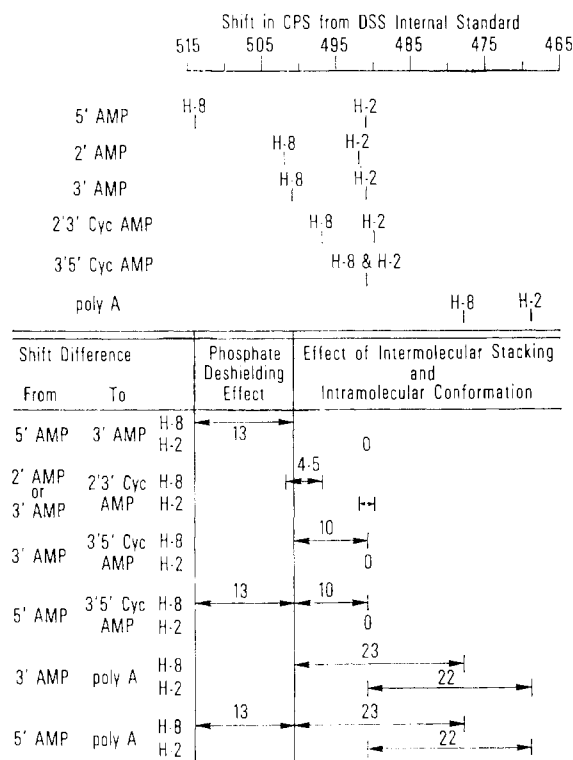 Shift in CPS from DSS Internal Standard
515 505 495 485 475 465
H-8 H-2
5' AMP
H-8 H-2
2' AMP
H-8 H-2
3' AMP
H-8 H-2
2'3' Cyc AMP
H-8 & H-2
3'5' Cyc AMP
H-8 H-2
poly A
Shift Difference
From To
Phosphate
Deshielding
Effect
Effect of Intermolecular Stacking
and
Intramolecular Conformation
5' AMP 3' AMP H-8 13
H-2 0
2' AMP
or
3' AMP
2'3' Cyc
AMP
H-8 4-5
H-2
3' AMP 3'5' Cyc
AMP
H-8 10
H-2 0
5' AMP 3'5' Cyc
AMP
H-8 13 10
H-2 0
3' AMP poly A H-8 23
H-2 22
5' AMP poly A H-8 13 23
H-2 22